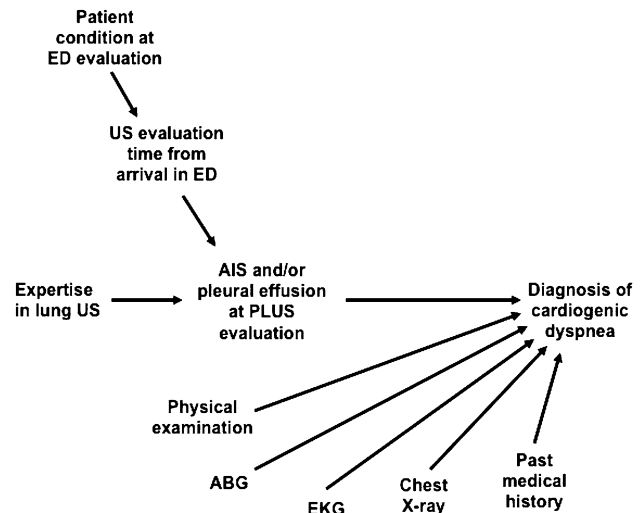 Patient
condition at
ED evaluation
US evaluation
time from
arrival in ED
Expertise
in lung US
AIS and/or
pleural effusion
at PLUS
evaluation
Diagnosis of
cardiogenic
dyspnea
Physical
examination
ABG
EKG
Chest
X-ray
Past
medical
history